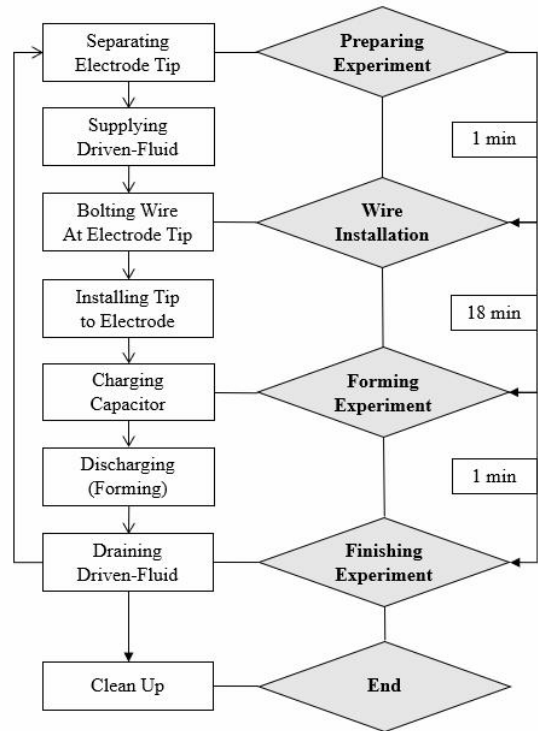 Separating
Electrode Tip
Preparing
Experiment
1 min
Supplying
Driven-Fluid
Bolting Wire
At Electrode Tip
Wire
Installation
18 min
Installing Tip
to Electrode
Charging
Capacitor
Forming
Experiment
1 min
Discharging
(Forming)
Draining
Driven-Fluid
Finishing
Experiment
Clean Up
End